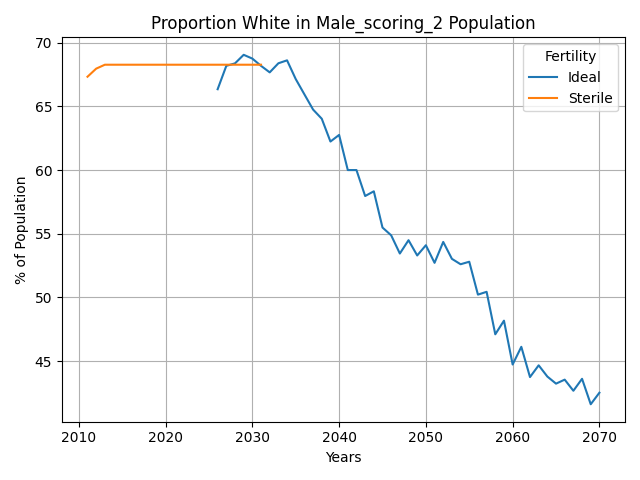 Proportion White in Male_scoring_2 Population
% of Population
70
65
60
55
50
45
Fertility
Ideal
Sterile
2010 2020 2030 2040 2050 2060 2070
Years